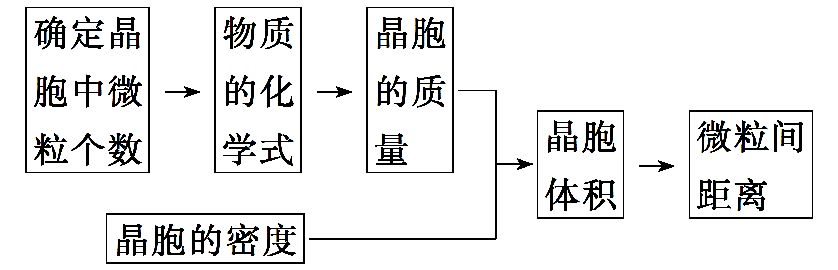 确定晶
胞中微
粒个数
物质
的化
学式
晶胞
的质
量
晶胞的密度
晶胞
体积
微粒间
距离